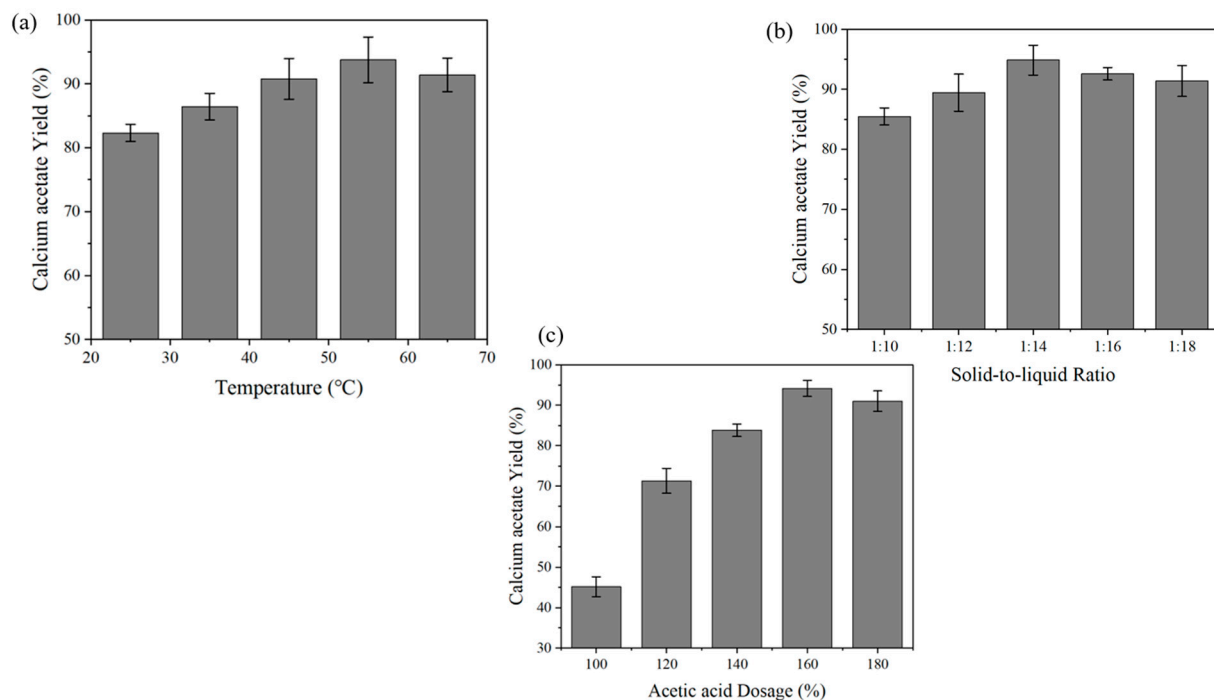 (a)
Calcium acetate Yield (%)
100
90
80
70
60
50
20 30 40 50 60 70
Temperature (℃)
(b)
Calcium acetate Yield (%)
100
90
80
70
60
50
1:10 1:12 1:14 1:16 1:18
Solid-to-liquid Ratio
(c)
Calcium acetate Yield (%)
100
90
80
70
60
50
40
30
100 120 140 160 180
Acetic acid Dosage (%)